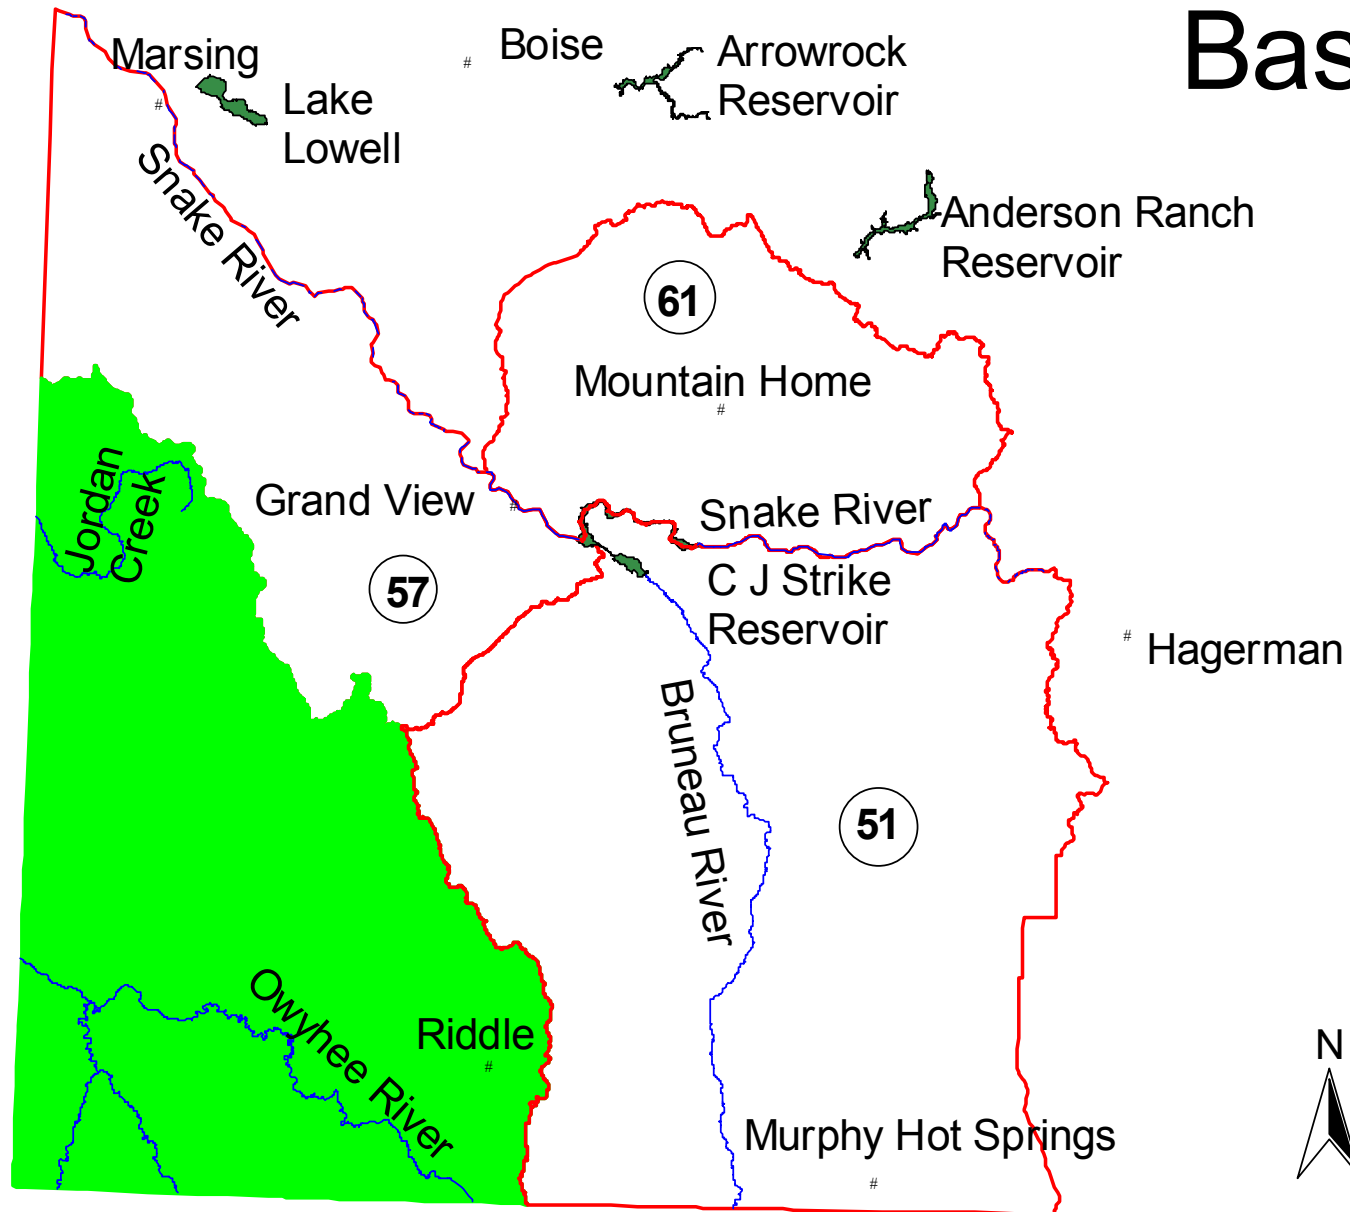 Bas
Marsing
Boise
Arrowrock
Reservoir
Lake
Lowell
Snake River
Anderson Ranch
Reservoir
61
Mountain Home
Jordan
Creek
Grand View
Snake River
57
C J Strike
Reservoir
Hagerman
Bruneau River
51
Owyhee River
Riddle
N
Murphy Hot Springs